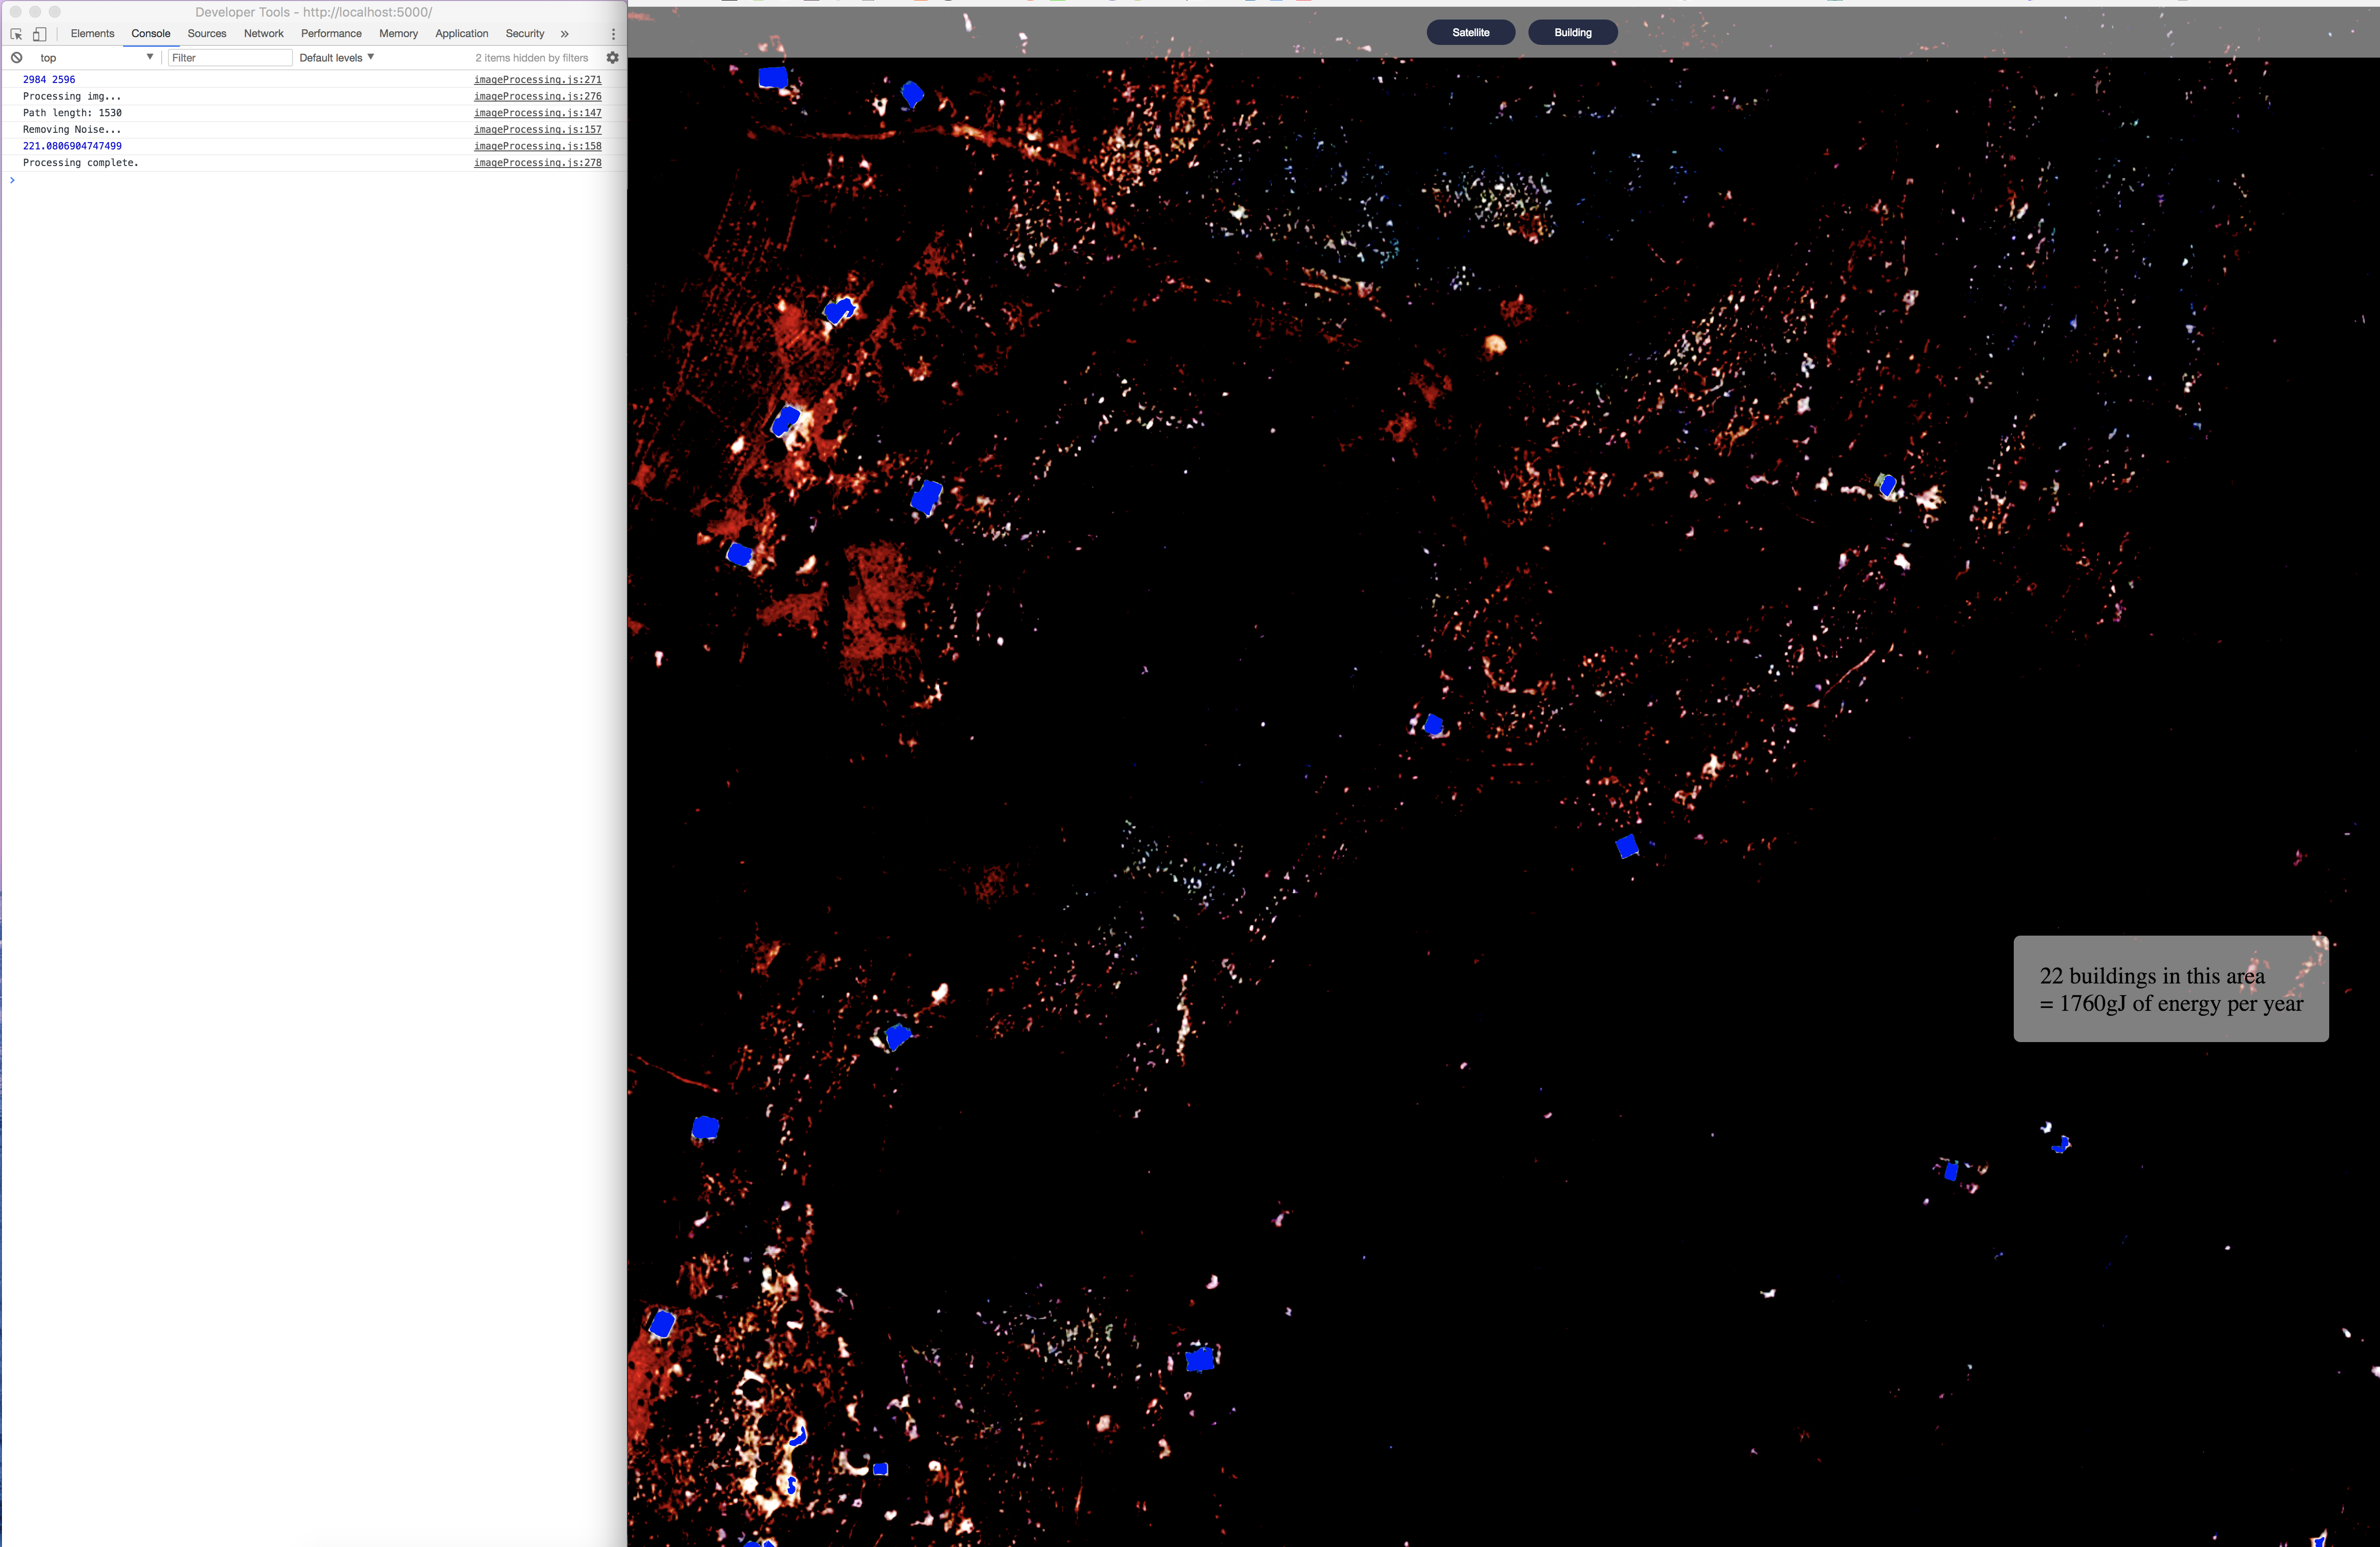 Developer Tools - http://localhost:5000/
Elements Console Sources Network Performance Memory Application Security »
top Filter Default levels 2 items hidden by filters
2984 2596 imageProcessing.js:271
Processing img... imageProcessing.js:276
Path length: 1530 imageProcessing.js:147
Removing Noise... imageProcessing.js:157
221.0806904747499 imageProcessing.js:158
Processing complete. imageProcessing.js:278
>
Satellite Building
22 buildings in this area
= 1760gJ of energy per year